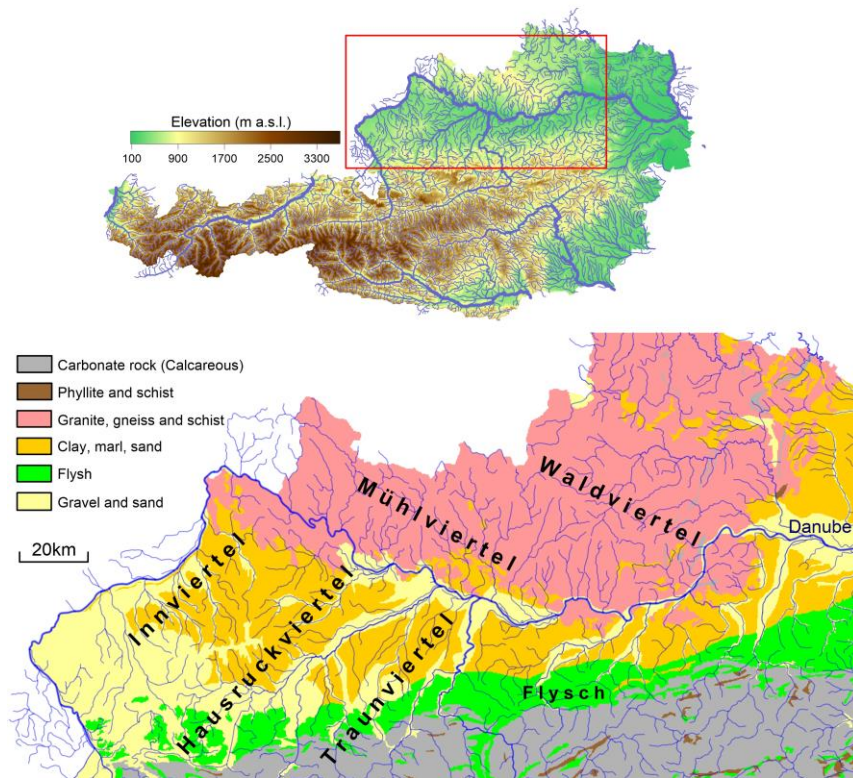 Elevation (m a.s.l.)
100 900 1700 2500 3300
Carbonate rock (Calcareous)
Phyllite and schist
Granite, gneiss and schist
Clay, marl, sand
Flysh
Gravel and sand
20km
Mühlviertel
Waldviertel
Danube
Innviertel
Hausruckviertel
Traunviertel
Flysch